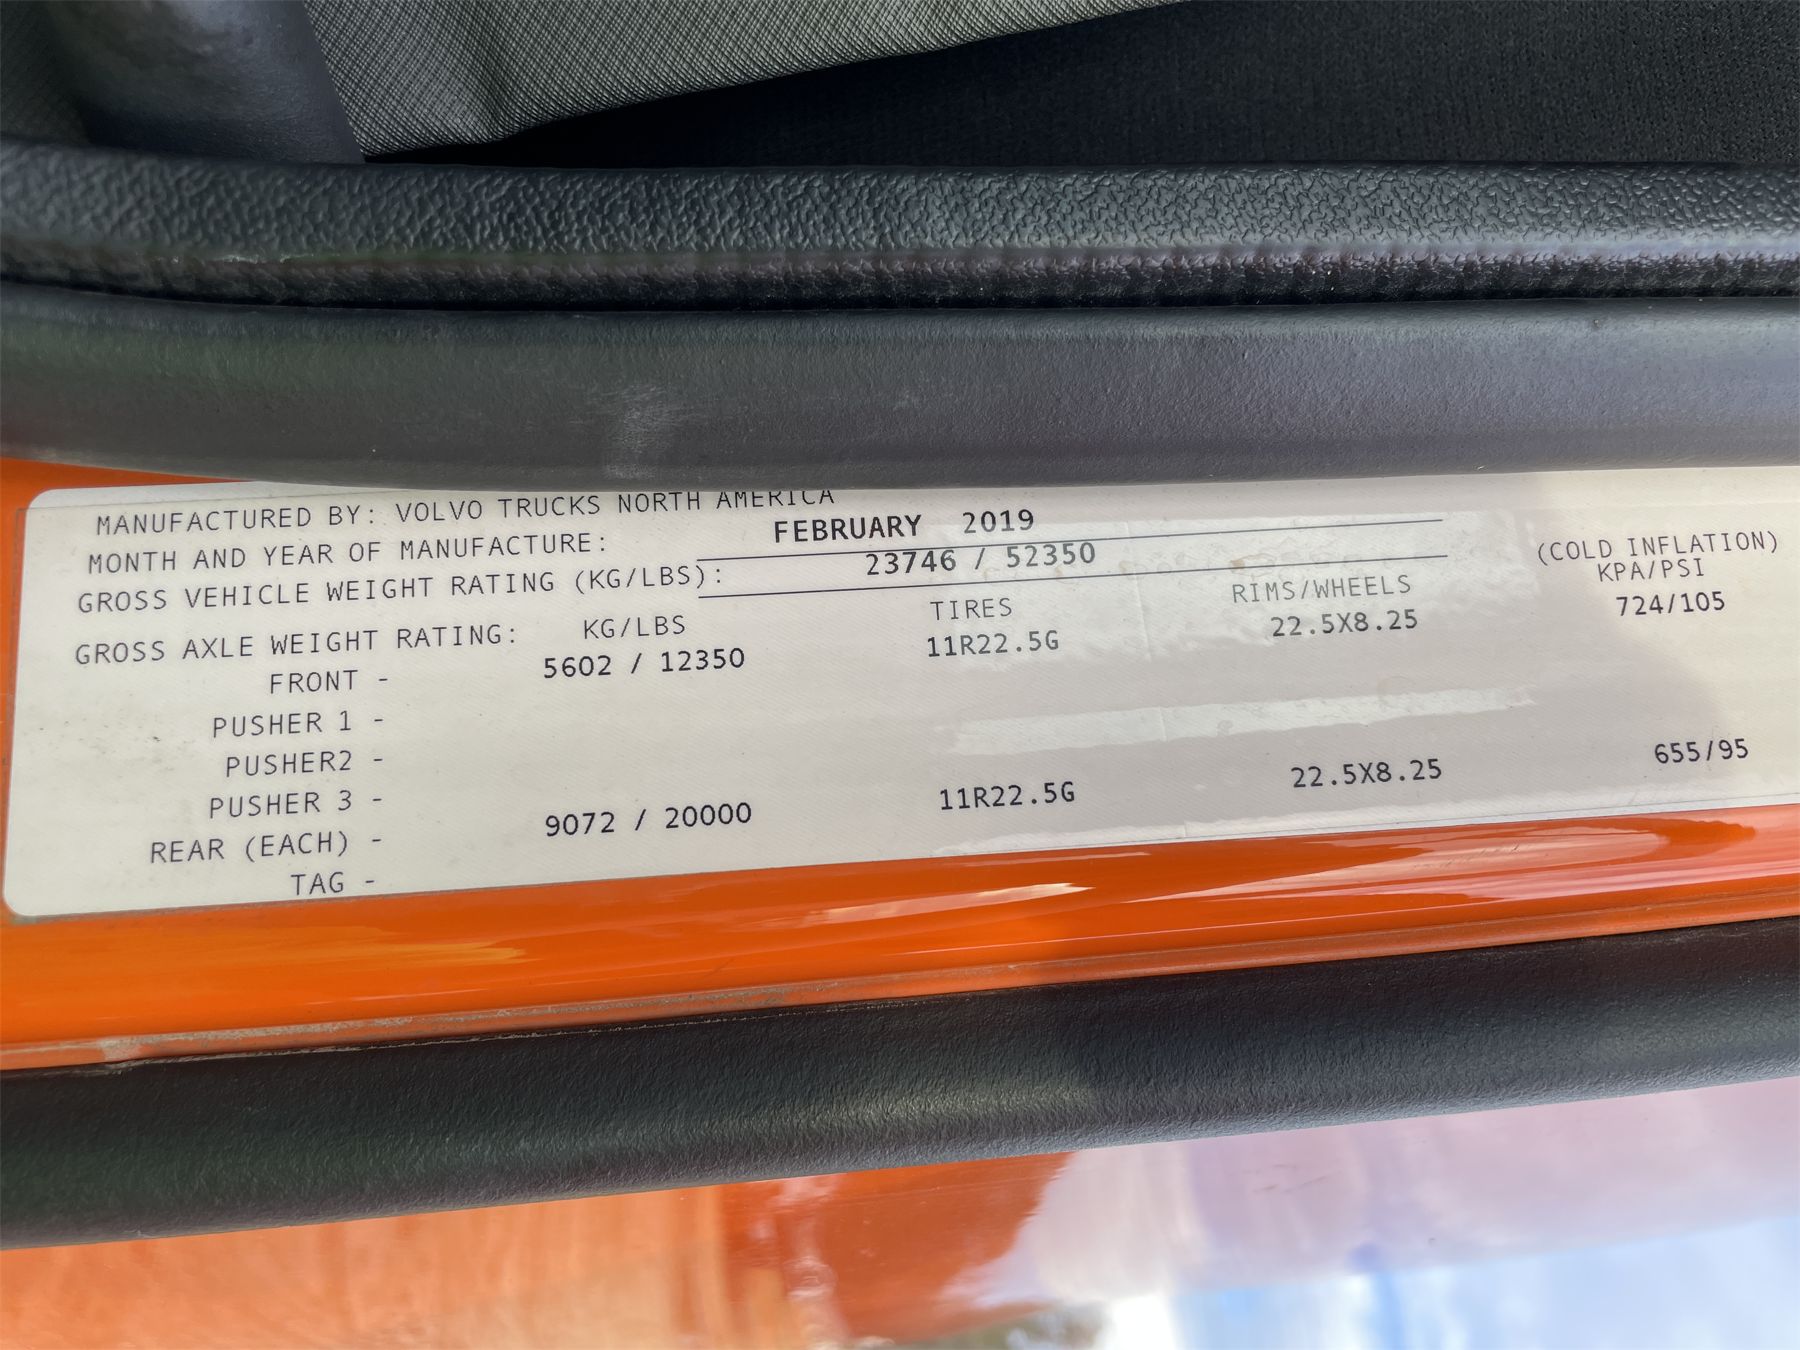 MANUFACTURED BY: VOLVO TRUCKS NORTH AMERICA
MONTH AND YEAR OF MANUFACTURE: FEBRUARY 2019
GROSS VEHICLE WEIGHT RATING (KG/LBS): 23746 / 52350
(COLD INFLATION)
GROSS AXLE WEIGHT RATING: KG/LBS TIRES RIMS/WHEELS KPA/PSI
FRONT - 5602 / 12350 11R22.5G 22.5X8.25 724/105
PUSHER 1 -
PUSHER2 -
PUSHER 3 -
REAR (EACH) - 9072 / 20000 11R22.5G 22.5X8.25 655/95
TAG -